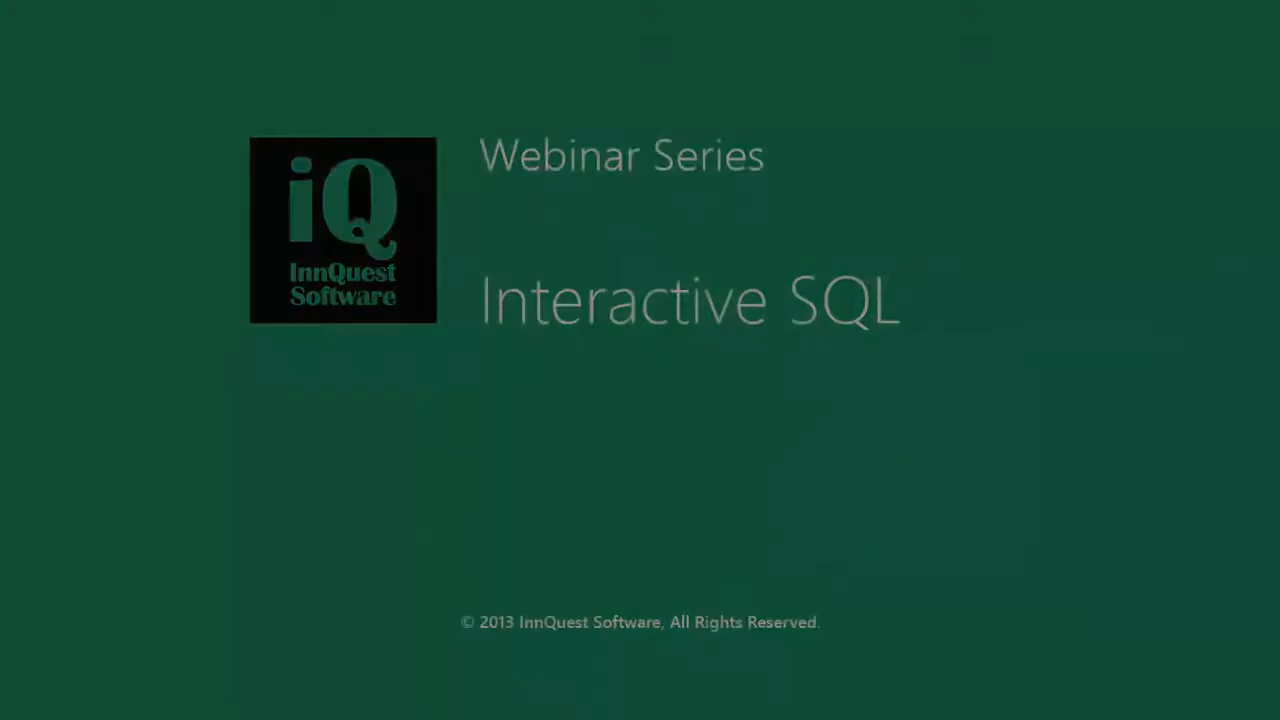 iQ
InnQuest
Software
Webinar Series
Interactive SQL
© 2013 InnQuest Software, All Rights Reserved.